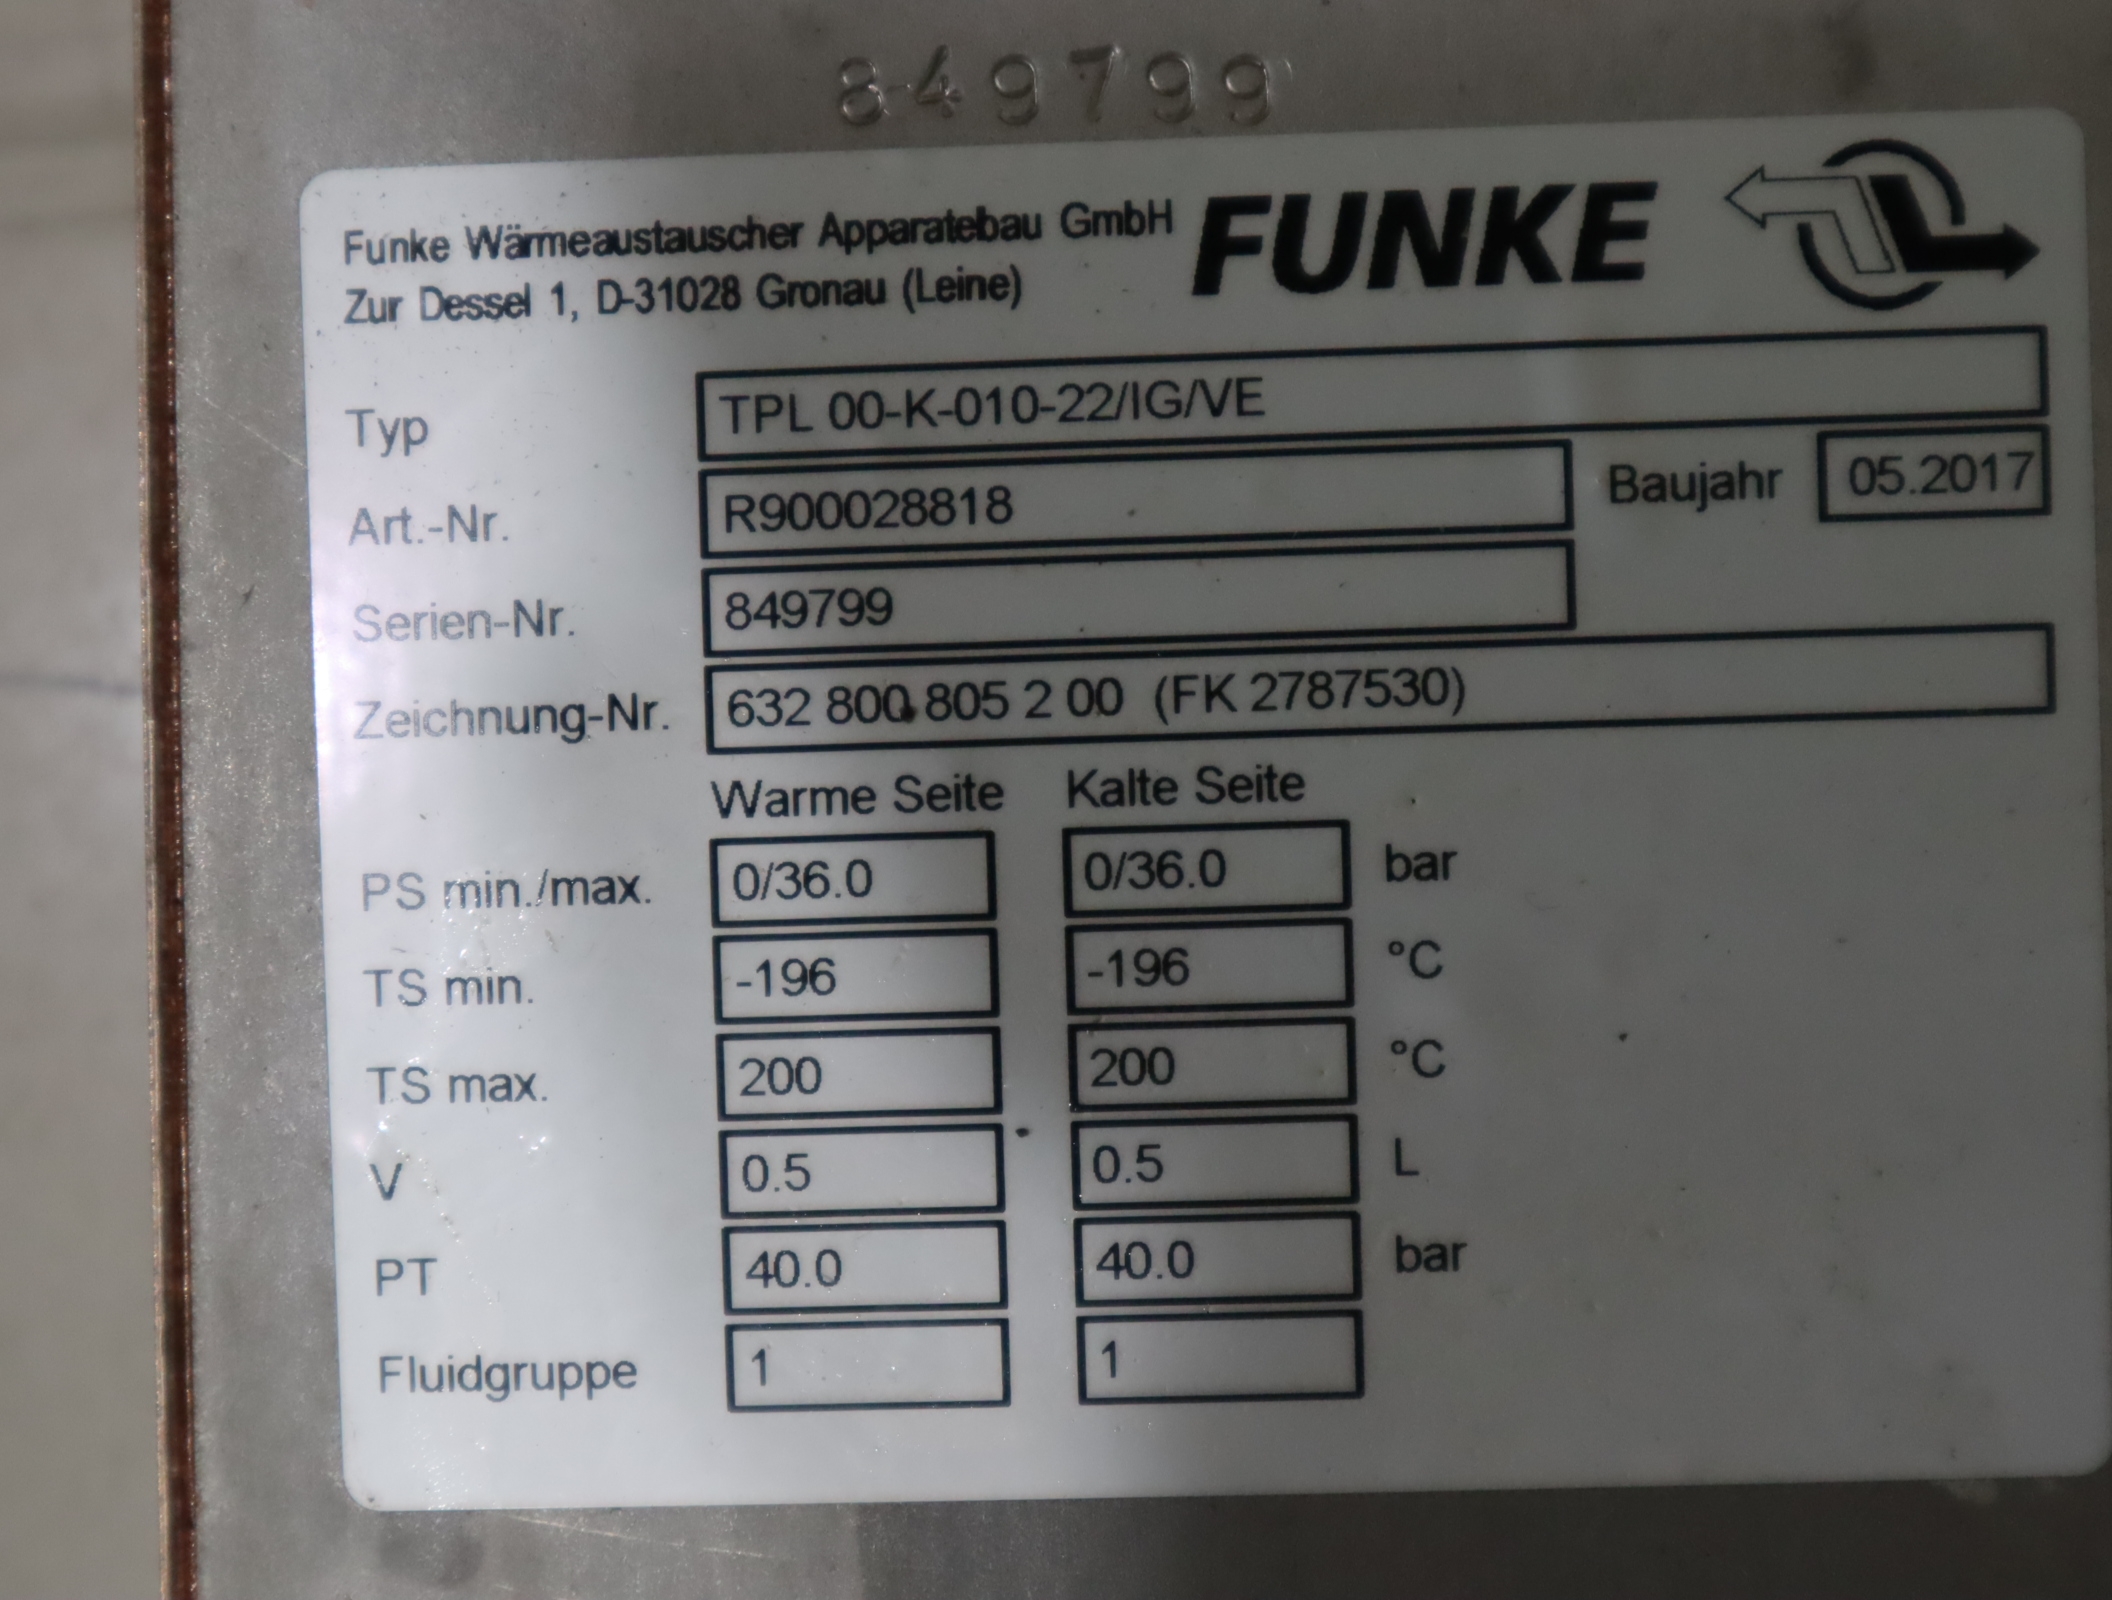 849799
Funke Wärmeaustauscher Apparatebau GmbH FUNKE
Zur Dessel 1, D-31028 Gronau (Leine)
Typ TPL 00-K-010-22/IG/VE
Art.-Nr. R900028818 Baujahr 05.2017
Serien-Nr. 849799
Zeichnung-Nr. 632 800 805 2 00 (FK 2787530)
Warme Seite Kalte Seite
PS min./max. 0/36.0 0/36.0 bar
TS min. -196 -196 °C
TS max. 200 200 °C
V 0.5 0.5 L
PT 40.0 40.0 bar
Fluidgruppe 1 1